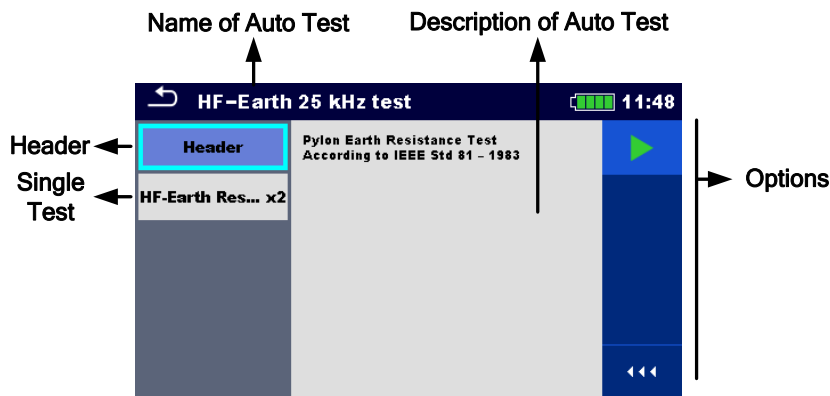 Name of Auto Test
Description of Auto Test
HF-Earth 25 kHz test
11:48
Header
Header
Pylon Earth Resistance Test
According to IEEE Std 81 - 1983
Single
Test
HF-Earth Res... x2
Options